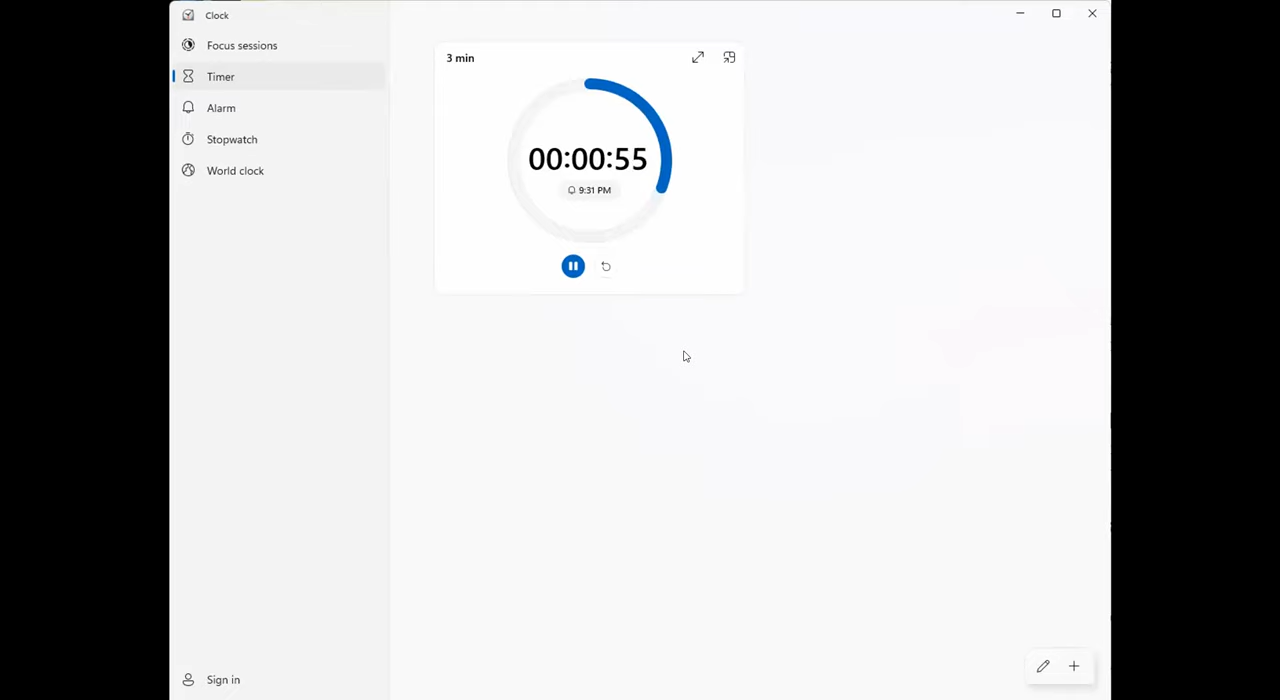 Clock
Focus sessions
Timer
Alarm
Stopwatch
World clock
Sign in
3 min
00:00:55
9:31 PM